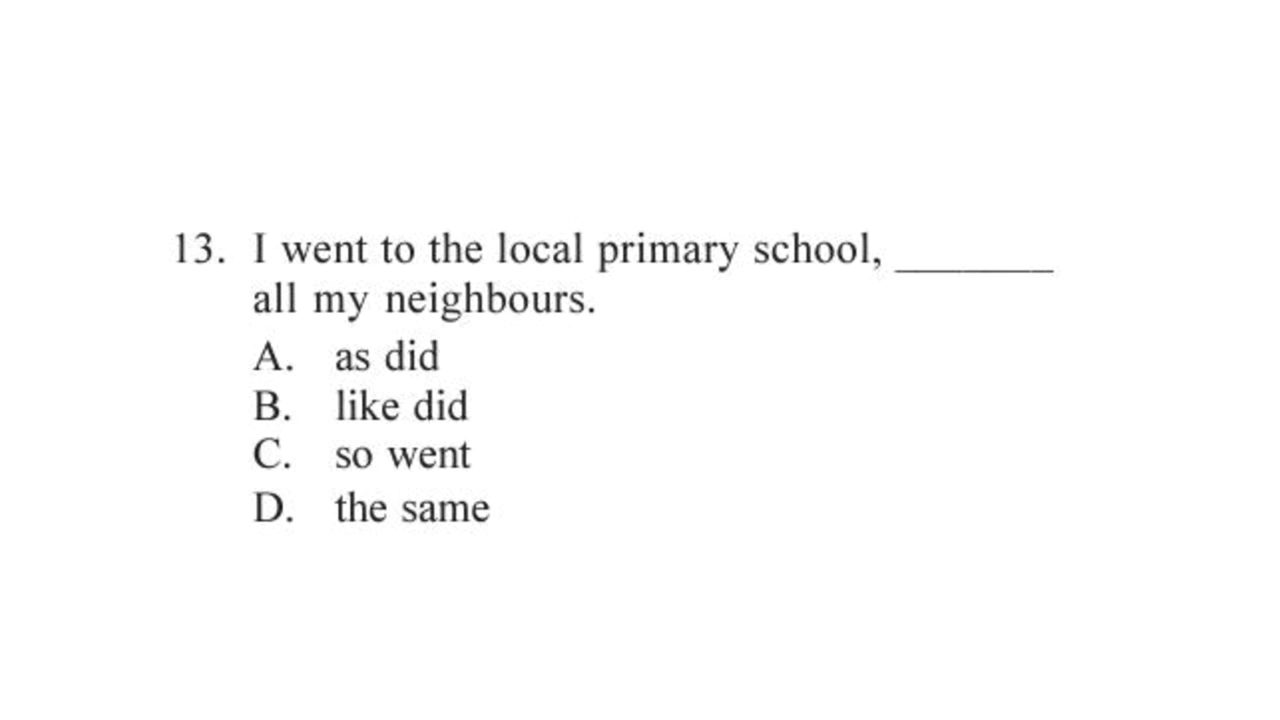 13. I went to the local primary school, _______
all my neighbours.
A. as did
B. like did
C. so went
D. the same